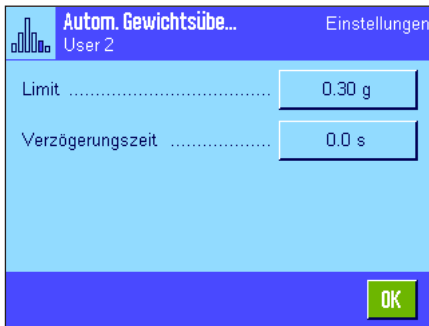 Autom. Gewichtsübe... Einstellungen
User 2
Limit .................................... 0.30 g
Verzögerungszeit .................. 0.0 s
OK